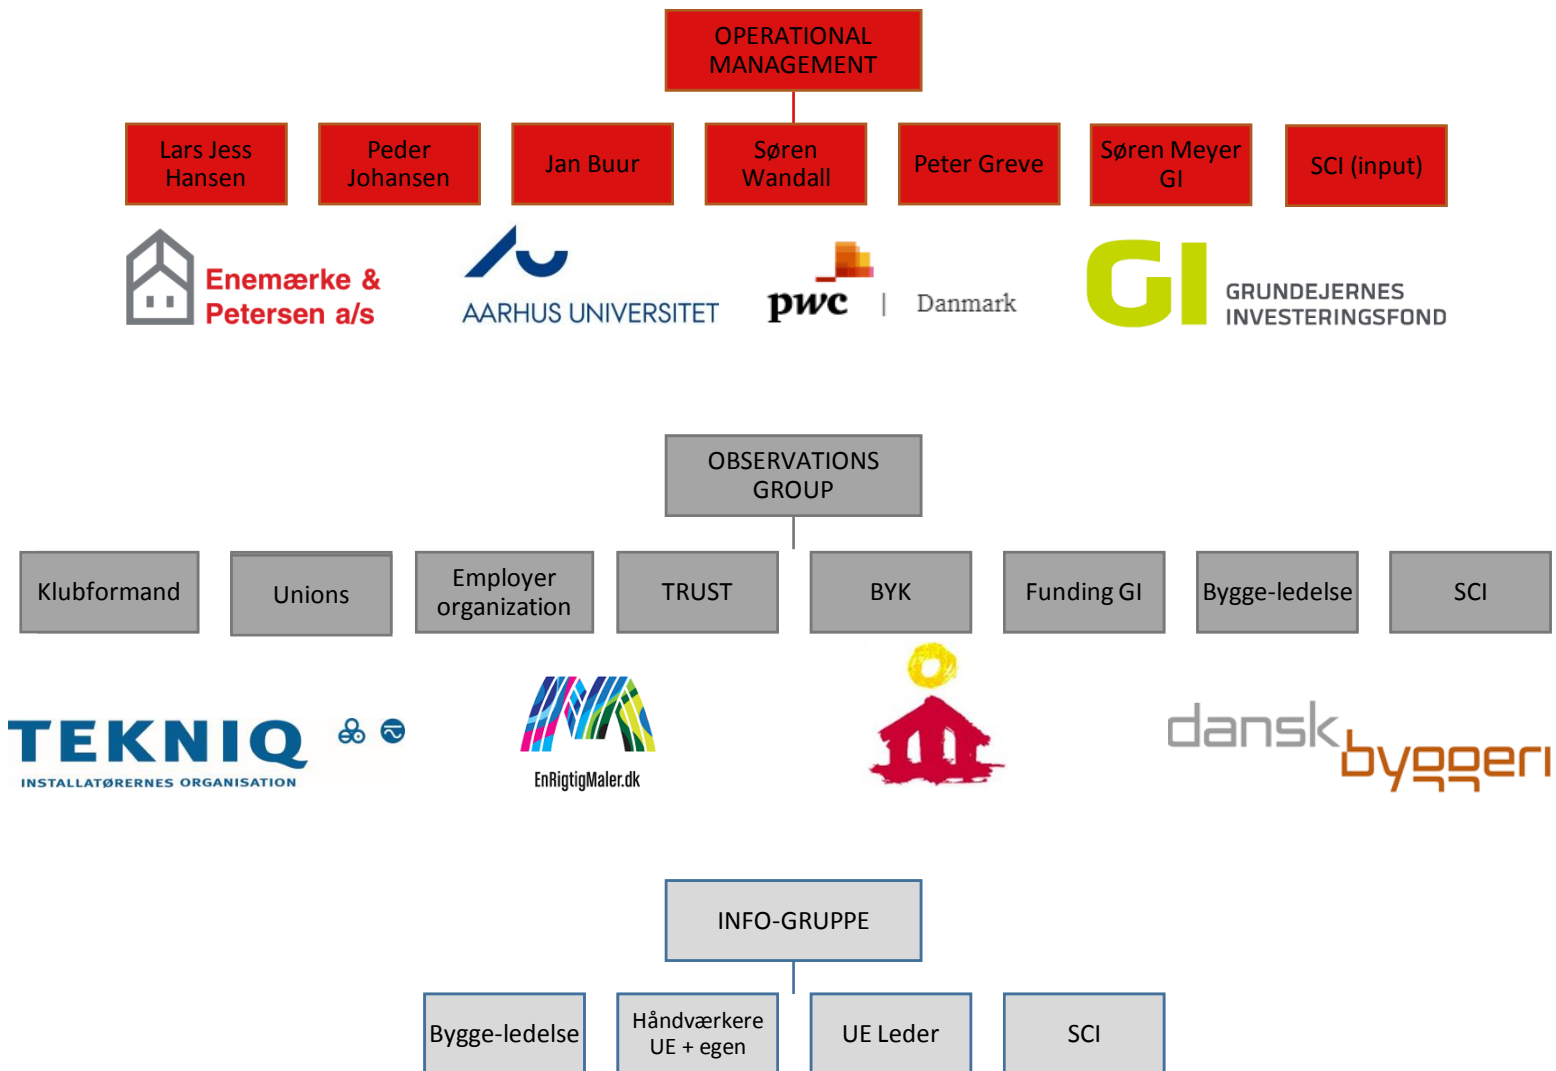 OPERATIONAL
MANAGEMENT
Lars Jess
Hansen
Peder
Johansen
Jan Buur
Søren
Wandall
Peter Greve
Søren Meyer
GI
SCI (input)
Enemærke &
Petersen a/s
AARHUS UNIVERSITET
pwc | Danmark
GI GRUNDEJERNES
INVESTERINGSFOND
OBSERVATIONS
GROUP
Klubformand
Unions
Employer
organization
TRUST
BYK
Funding GI
Bygge-ledelse
SCI
TEKNIQ
INSTALLATØRERNES ORGANISATION
EnRigtigMaler.dk
dansk
byggeri
INFO-GRUPPE
Bygge-ledelse
Håndværkere
UE + egen
UE Leder
SCI